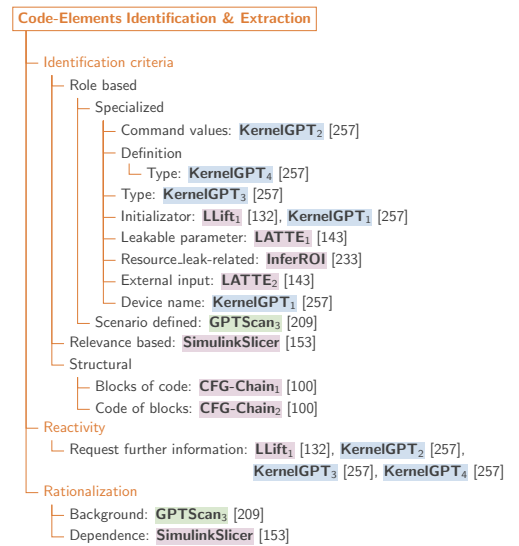 Code-Elements Identification & Extraction
Identification criteria
Role based
Specialized
Command values: KernelGPT₂ [257]
Definition
Type: KernelGPT₄ [257]
Type: KernelGPT₃ [257]
Initializator: LLift₁ [132], KernelGPT₁ [257]
Leakable parameter: LATTE₁ [143]
Resource_leak-related: InferROI [233]
External input: LATTE₂ [143]
Device name: KernelGPT₁ [257]
Scenario defined: GPTScan₃ [209]
Relevance based: SimulinkSlicer [153]
Structural
Blocks of code: CFG-Chain₁ [100]
Code of blocks: CFG-Chain₂ [100]
Reactivity
Request further information: LLift₁ [132], KernelGPT₂ [257],
KernelGPT₃ [257], KernelGPT₄ [257]
Rationalization
Background: GPTScan₃ [209]
Dependence: SimulinkSlicer [153]